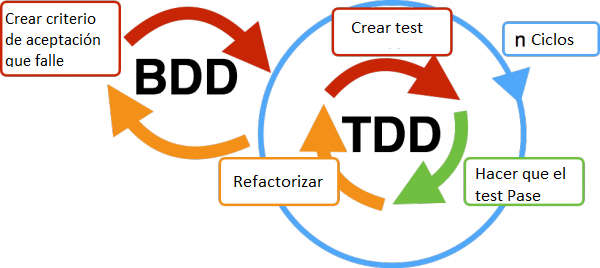 Crear criterio
de aceptación
que falle
BDD
Crear test
n Ciclos
TDD
Refactorizar
Hacer que el
test Pase